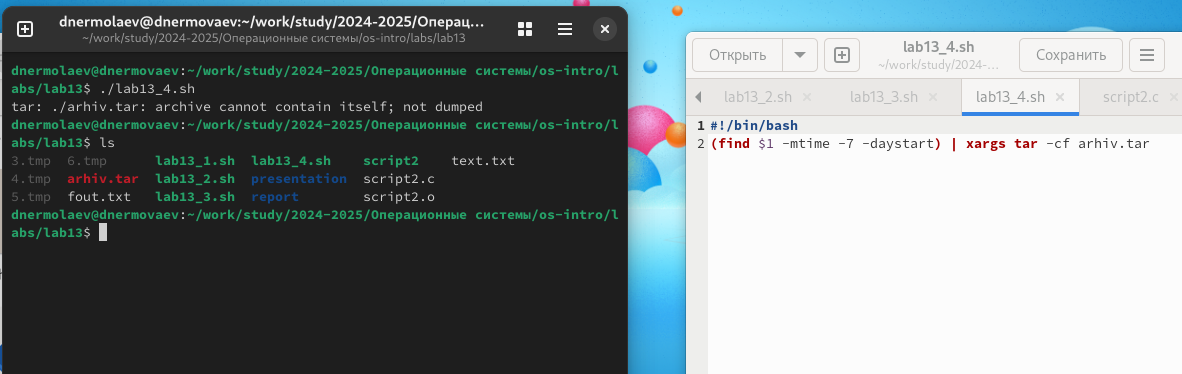 dnermolaev@dnermovaev:~/work/study/2024-2025/Операц…
~/work/study/2024-2025/Операционные системы/os-intro/labs/lab13
dnermolaev@dnermovaev:~/work/study/2024-2025/Операционные системы/os-intro/l
abs/lab13$ ./lab13_4.sh
tar: ./arhiv.tar: archive cannot contain itself; not dumped
dnermolaev@dnermovaev:~/work/study/2024-2025/Операционные системы/os-intro/l
abs/lab13$ ls
3.tmp 6.tmp lab13_1.sh lab13_4.sh script2 text.txt
4.tmp arhiv.tar lab13_2.sh presentation script2.c
5.tmp fout.txt lab13_3.sh report script2.o
dnermolaev@dnermovaev:~/work/study/2024-2025/Операционные системы/os-intro/l
abs/lab13$
Открыть
lab13_4.sh
~/work/study/2024-…
Сохранить
lab13_2.sh
lab13_3.sh
lab13_4.sh
script2.c
1 #!/bin/bash
2 (find $1 -mtime -7 -daystart) | xargs tar -cf arhiv.tar